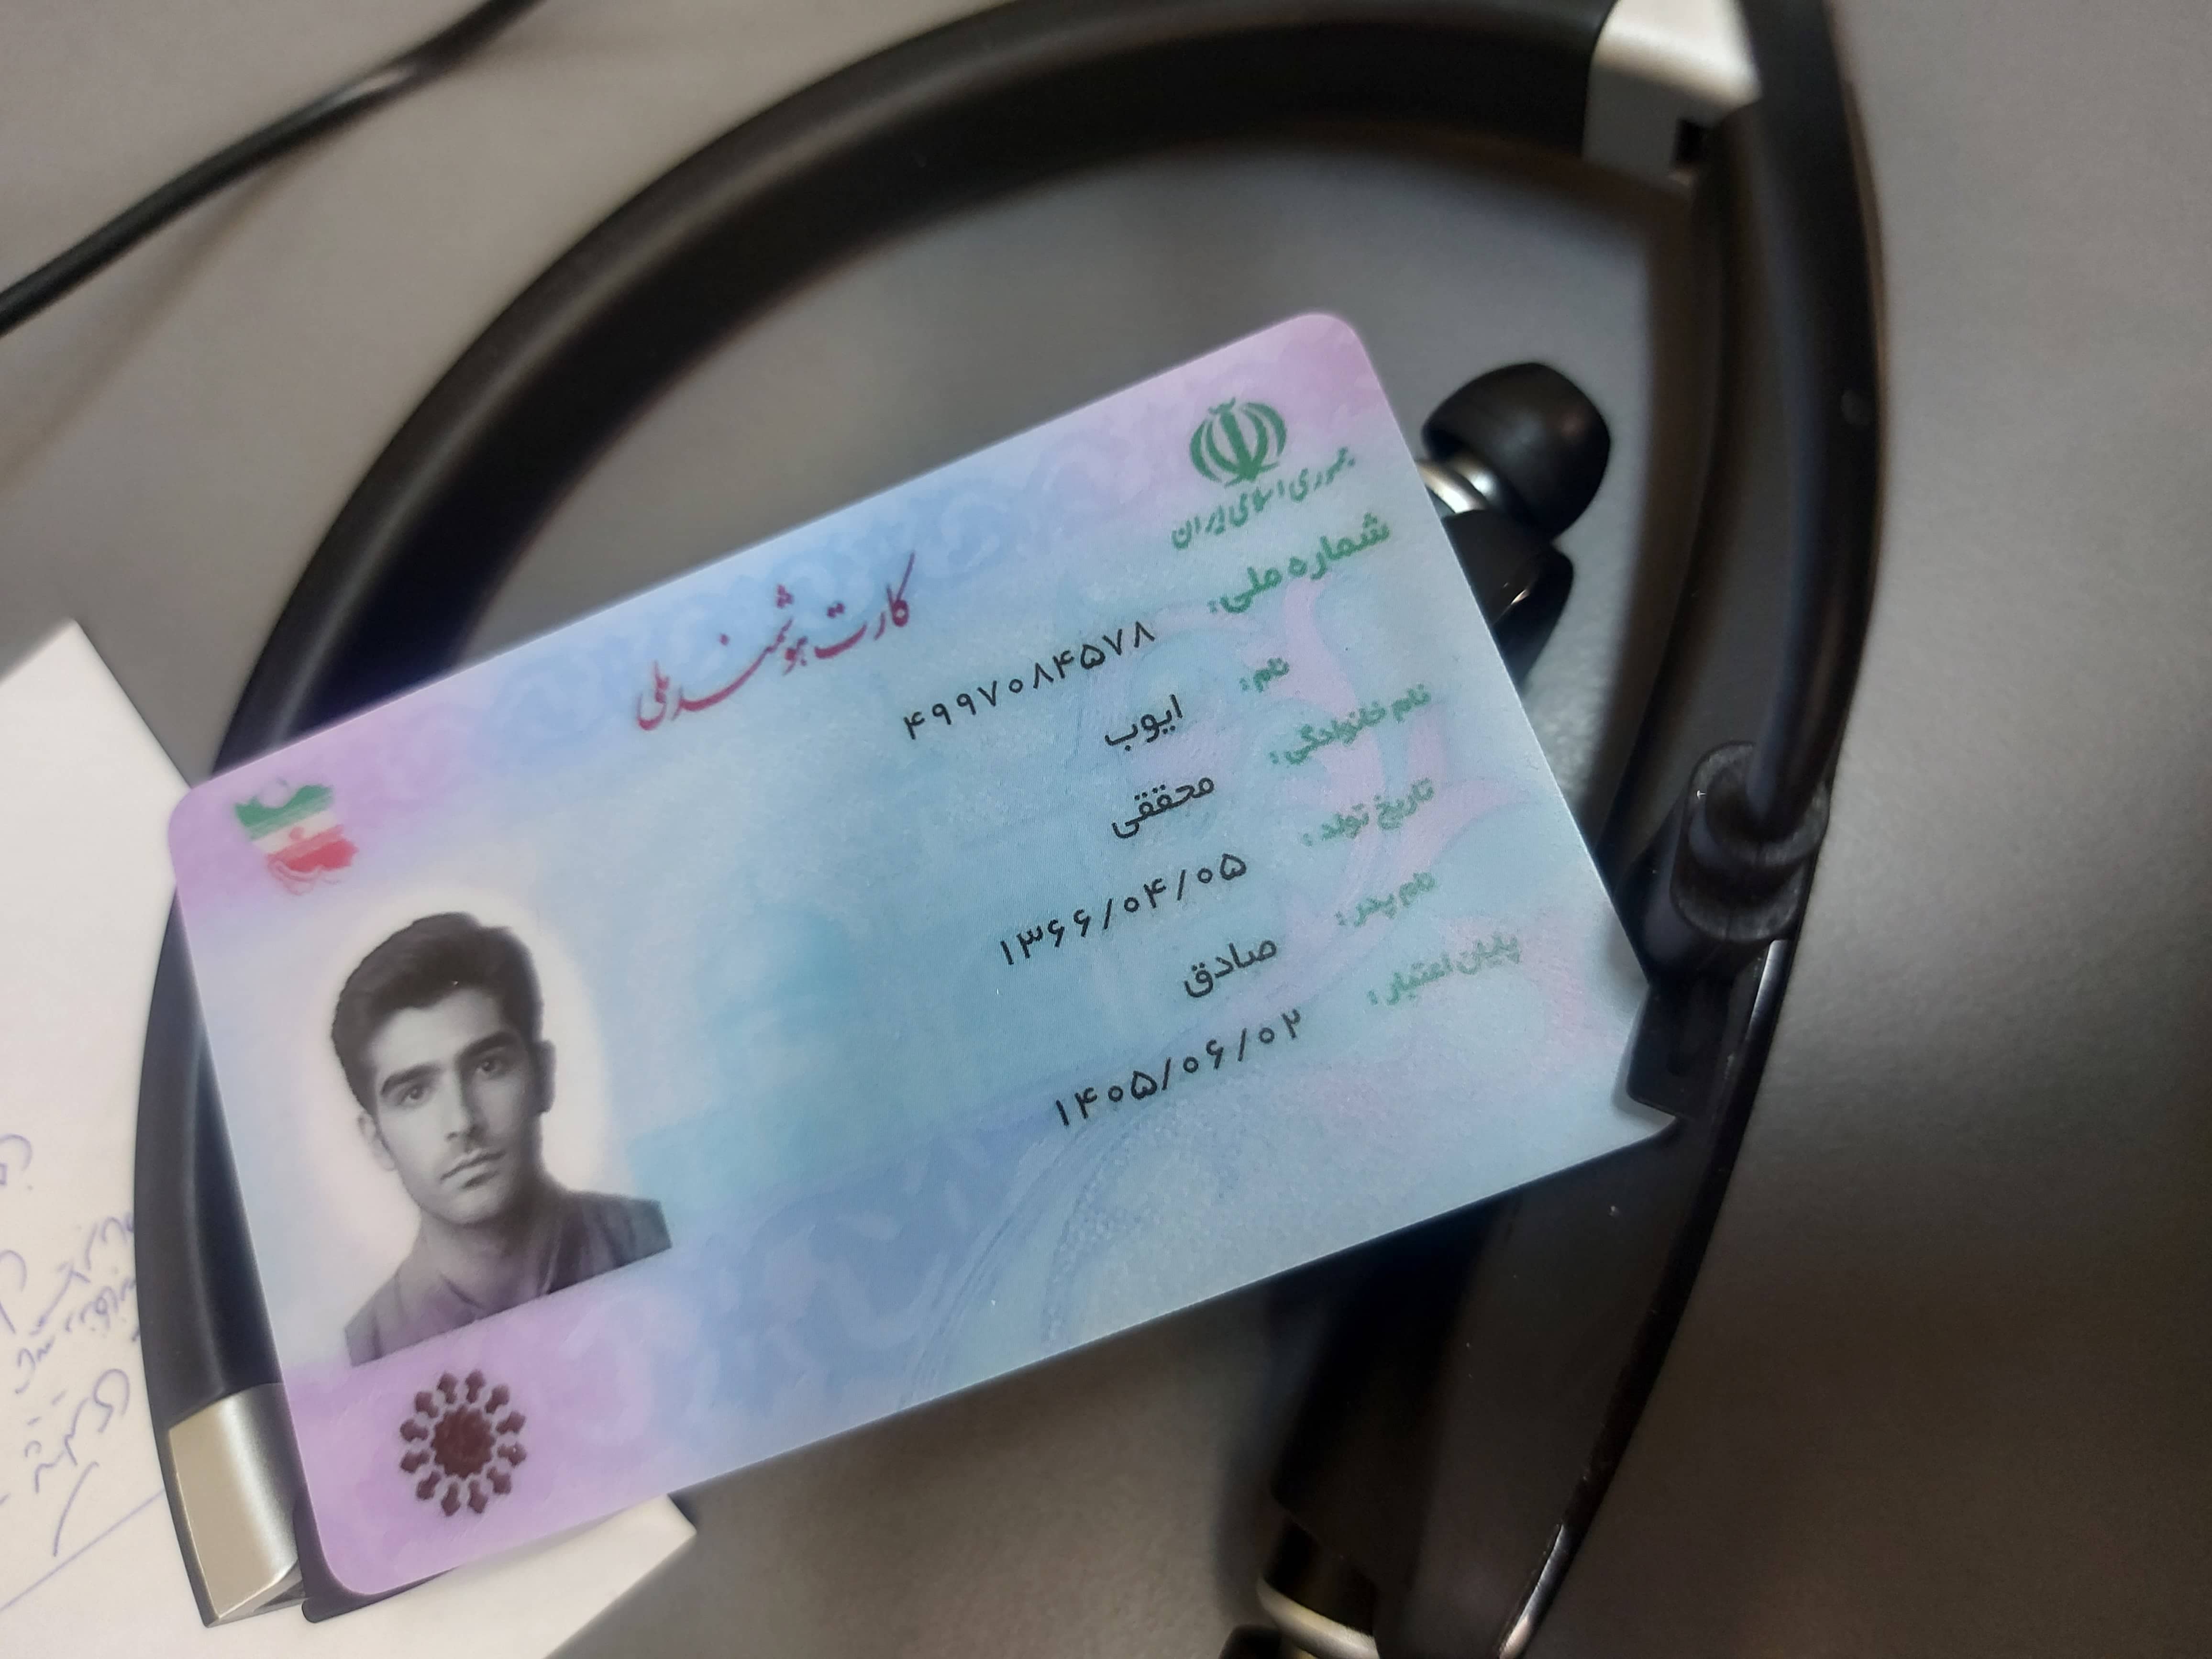 جمهوری اسلامی ایران
کارت هوشمند ملی
شماره ملی: ۴۹۹۷۰۸۴۵۷۸
نام: ایوب
نام خانوادگی: محققی
تاریخ تولد: ۱۳۶۶/۰۴/۰۵
نام پدر: صادق
پایان اعتبار: ۱۴۰۵/۰۶/۰۲